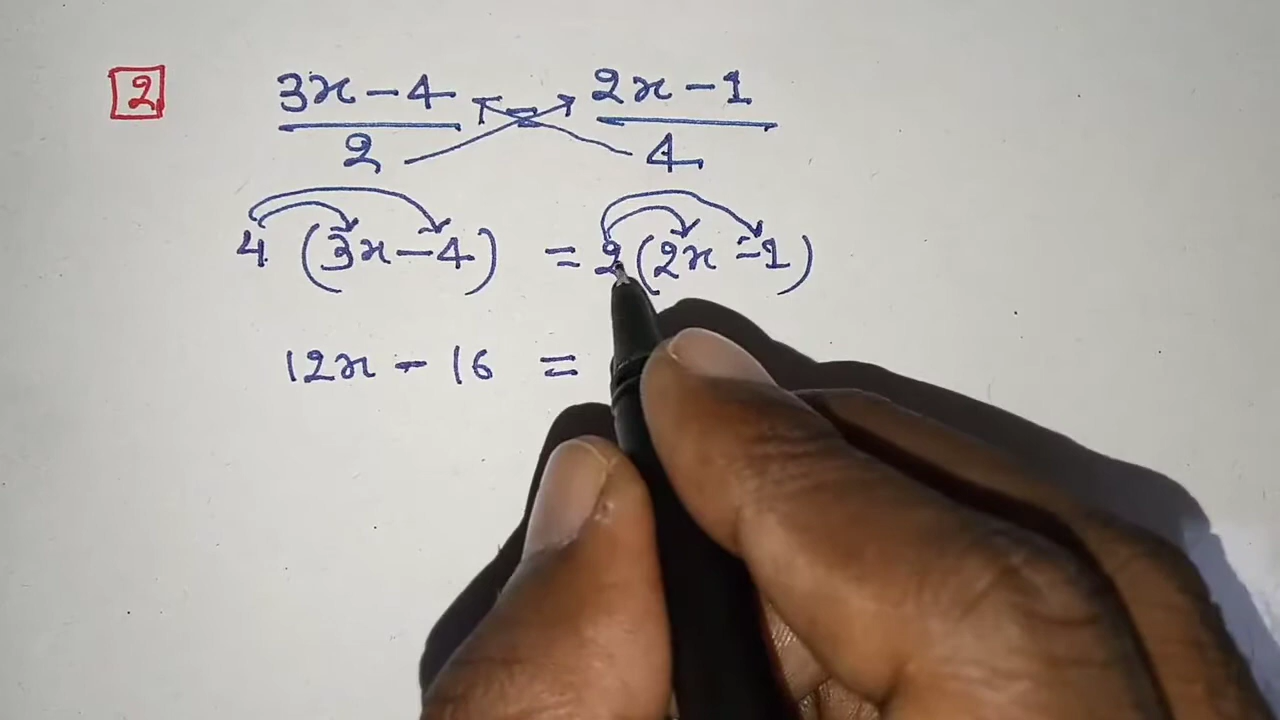 2
3x-4 = 2x-1
2 4
4 (3x-4) = 2(2x-1)
12x - 16 =